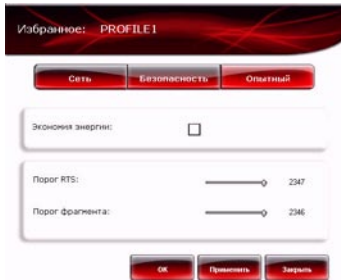 Избранное: PROFILE1
Сеть Безопасность Опытный
Экономия энергии:
Порог RTS: 2347
Порог фрагмента: 2346
OK Применить Закрыть